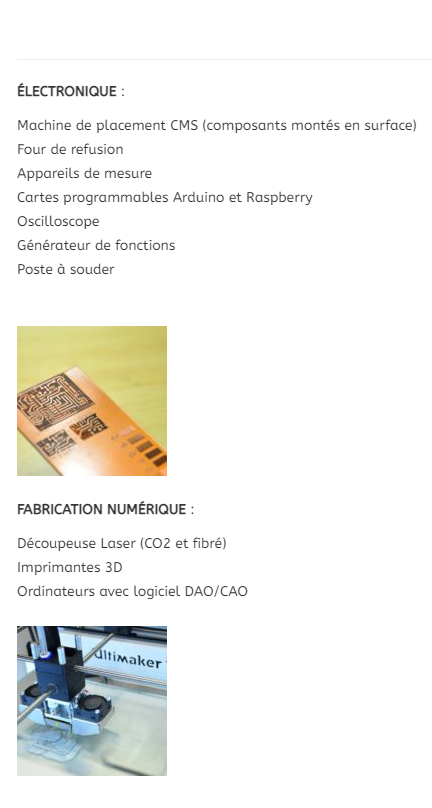 ÉLECTRONIQUE :
Machine de placement CMS (composants montés en surface)
Four de refusion
Appareils de mesure
Cartes programmables Arduino et Raspberry
Oscilloscope
Générateur de fonctions
Poste à souder
FABRICATION NUMÉRIQUE :
Découpeuse Laser (CO2 et fibré)
Imprimantes 3D
Ordinateurs avec logiciel DAO/CAO
ultimaker